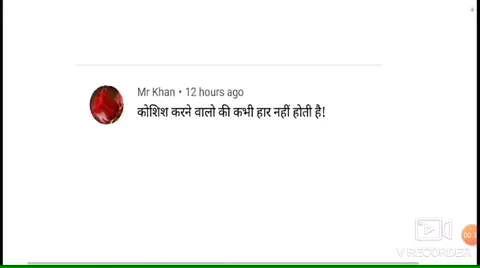 Mr Khan • 12 hours ago
कोशिश करने वालो की कभी हार नहीं होती है!
V RECORDER